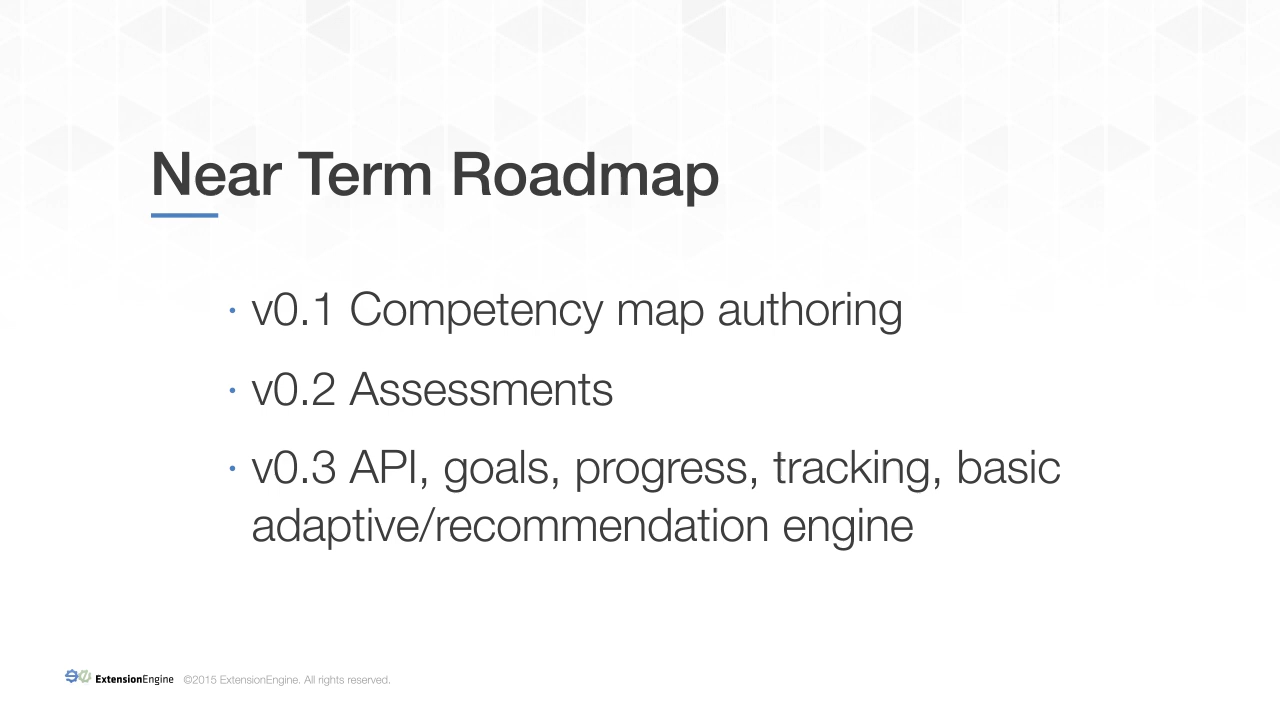 Near Term Roadmap
· v0.1 Competency map authoring
· v0.2 Assessments
· v0.3 API, goals, progress, tracking, basic
adaptive/recommendation engine
ExtensionEngine ©2015 ExtensionEngine. All rights reserved.